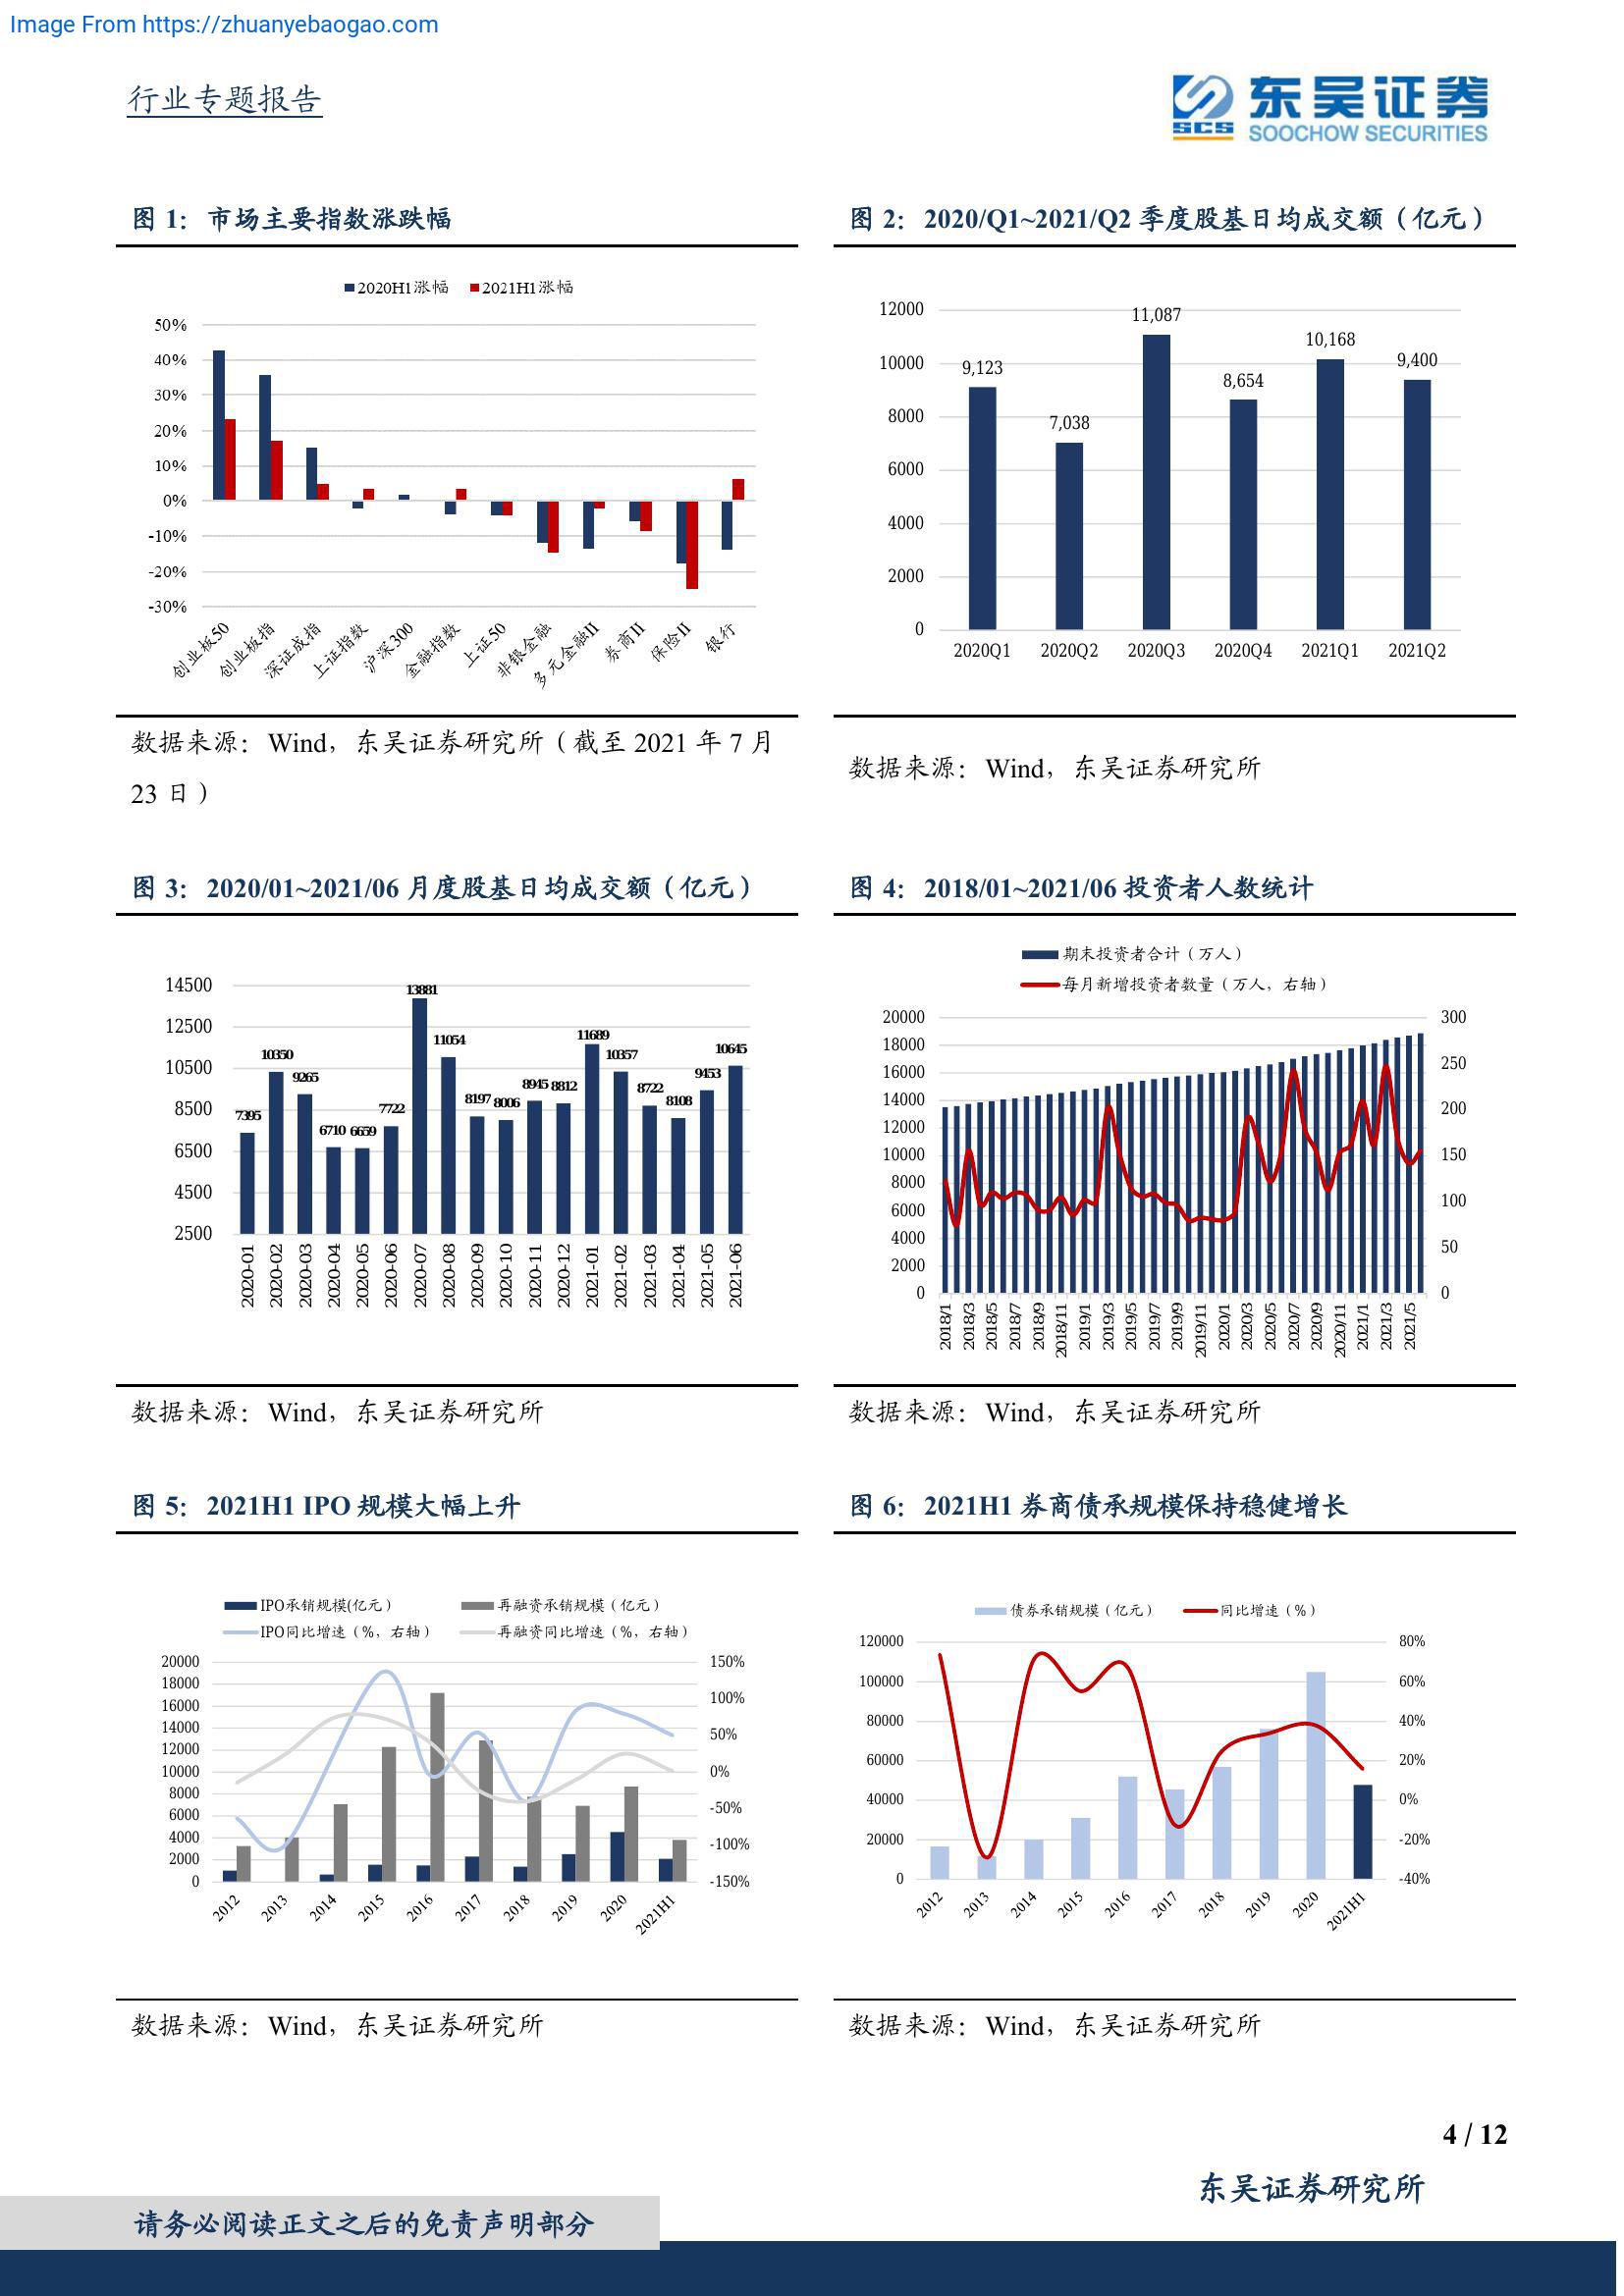 Image From https://zhuanyebaogao.com
行业专题报告
SCS
东吴证券
SOOCHOW SECURITIES
图 1： 市场主要指数涨跌幅
2020H1涨幅 2021H1涨幅
50%
40%
30%
20%
10%
0%
-10%
-20%
-30%
创业板50 创业板指 深证成指 上证指数 沪深300 金融指数 上证50 非银金融 多元金融II 券商II 保险II 银行
数据来源： Wind， 东吴证券研究所（截至 2021 年 7 月
23 日）
图 2： 2020/Q1~2021/Q2 季度股基日均成交额（亿元）
12000
10000
8000
6000
4000
2000
0
9,123 7,038 11,087 8,654 10,168 9,400
2020Q1 2020Q2 2020Q3 2020Q4 2021Q1 2021Q2
数据来源： Wind， 东吴证券研究所
图 3： 2020/01~2021/06 月度股基日均成交额（亿元）
14500
12500
10500
8500
6500
4500
2500
7395 10350 9265 6710 6659 7722 13881 11054 8197 8006 8945 8812 11689 10357 8722 8108 9453 10645
2020-01 2020-02 2020-03 2020-04 2020-05 2020-06 2020-07 2020-08 2020-09 2020-10 2020-11 2020-12 2021-01 2021-02 2021-03 2021-04 2021-05 2021-06
数据来源： Wind， 东吴证券研究所
图 4： 2018/01~2021/06 投资者人数统计
期末投资者合计（万人）
每月新增投资者数量（万人，右轴）
20000
18000
16000
14000
12000
10000
8000
6000
4000
2000
0
300
250
200
150
100
50
0
2018/1 2018/3 2018/5 2018/7 2018/9 2018/11 2019/1 2019/3 2019/5 2019/7 2019/9 2019/11 2020/1 2020/3 2020/5 2020/7 2020/9 2020/11 2021/1 2021/3 2021/5
数据来源： Wind， 东吴证券研究所
图 5： 2021H1 IPO 规模大幅上升
IPO承销规模(亿元） 再融资承销规模（亿元）
IPO同比增速（%，右轴） 再融资同比增速（%，右轴）
20000
18000
16000
14000
12000
10000
8000
6000
4000
2000
0
150%
100%
50%
0%
-50%
-100%
-150%
2012 2013 2014 2015 2016 2017 2018 2019 2020 2021H1
数据来源： Wind， 东吴证券研究所
图 6： 2021H1 券商债承规模保持稳健增长
债券承销规模（亿元） 同比增速（%）
120000
100000
80000
60000
40000
20000
0
80%
60%
40%
20%
0%
-20%
-40%
2012 2013 2014 2015 2016 2017 2018 2019 2020 2021H1
数据来源： Wind， 东吴证券研究所
4 / 12
东吴证券研究所
请务必阅读正文之后的免责声明部分